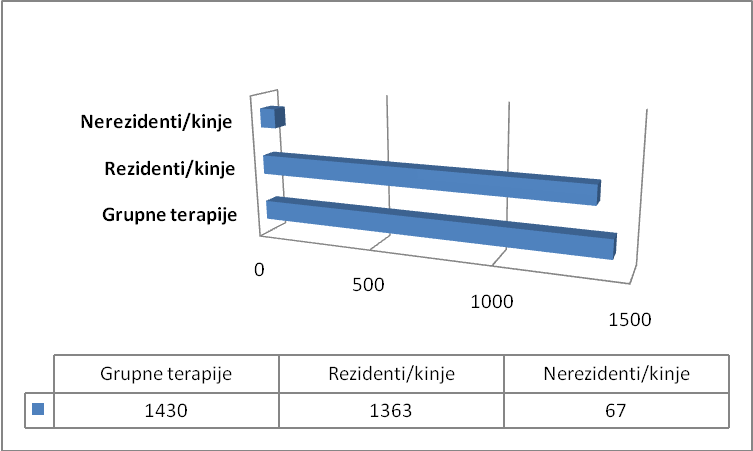 Nerezidenti/kinje
Rezidenti/kinje
Grupne terapije
0
500
1000
1500
Grupne terapije Rezidenti/kinje Nerezidenti/kinje
1430 1363 67